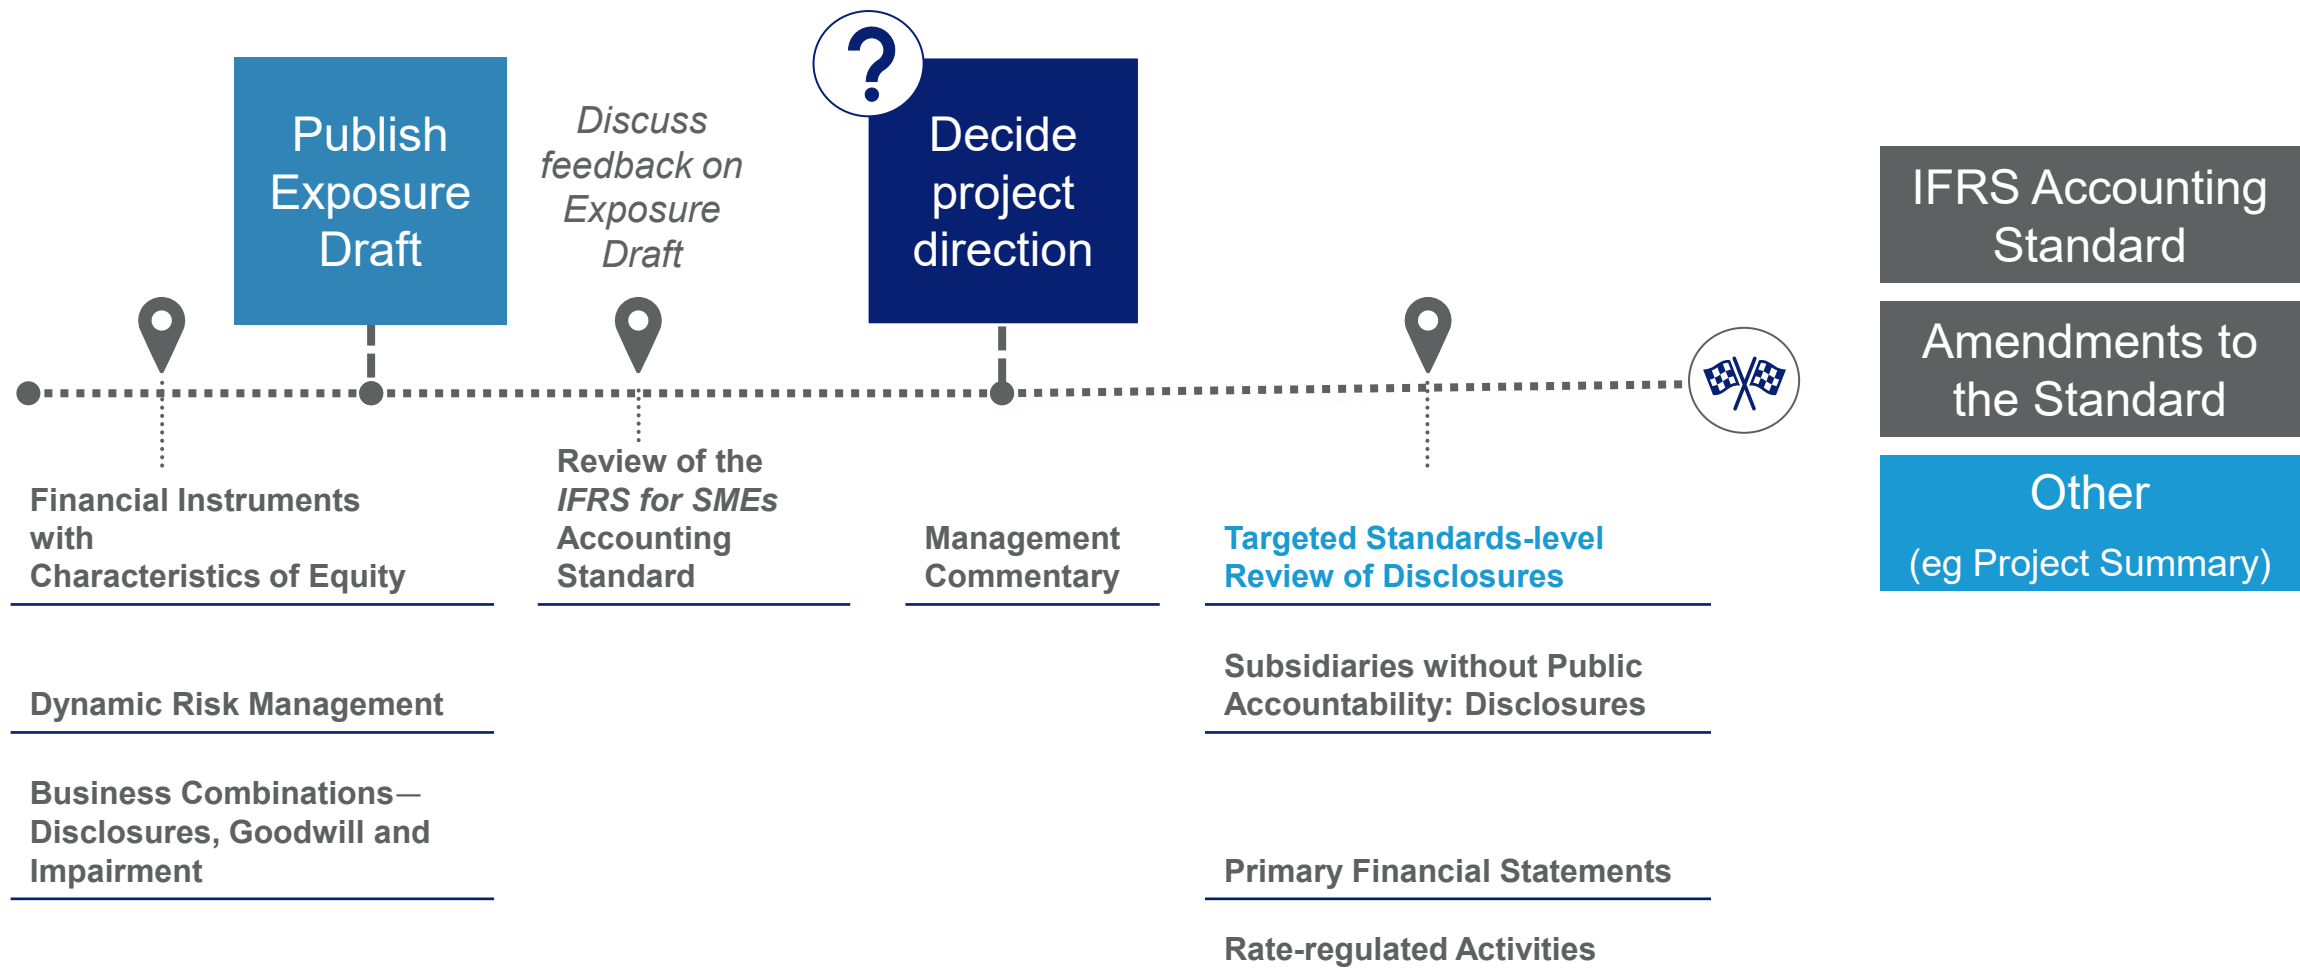 Publish
Exposure
Draft
Discuss
feedback on
Exposure
Draft
?
Decide
project
direction
IFRS Accounting
Standard
Amendments to
the Standard
Other
(eg Project Summary)
Financial Instruments
with
Characteristics of Equity
Dynamic Risk Management
Business Combinations—
Disclosures, Goodwill and
Impairment
Review of the
IFRS for SMEs
Accounting
Standard
Management
Commentary
Targeted Standards-level
Review of Disclosures
Subsidiaries without Public
Accountability: Disclosures
Primary Financial Statements
Rate-regulated Activities